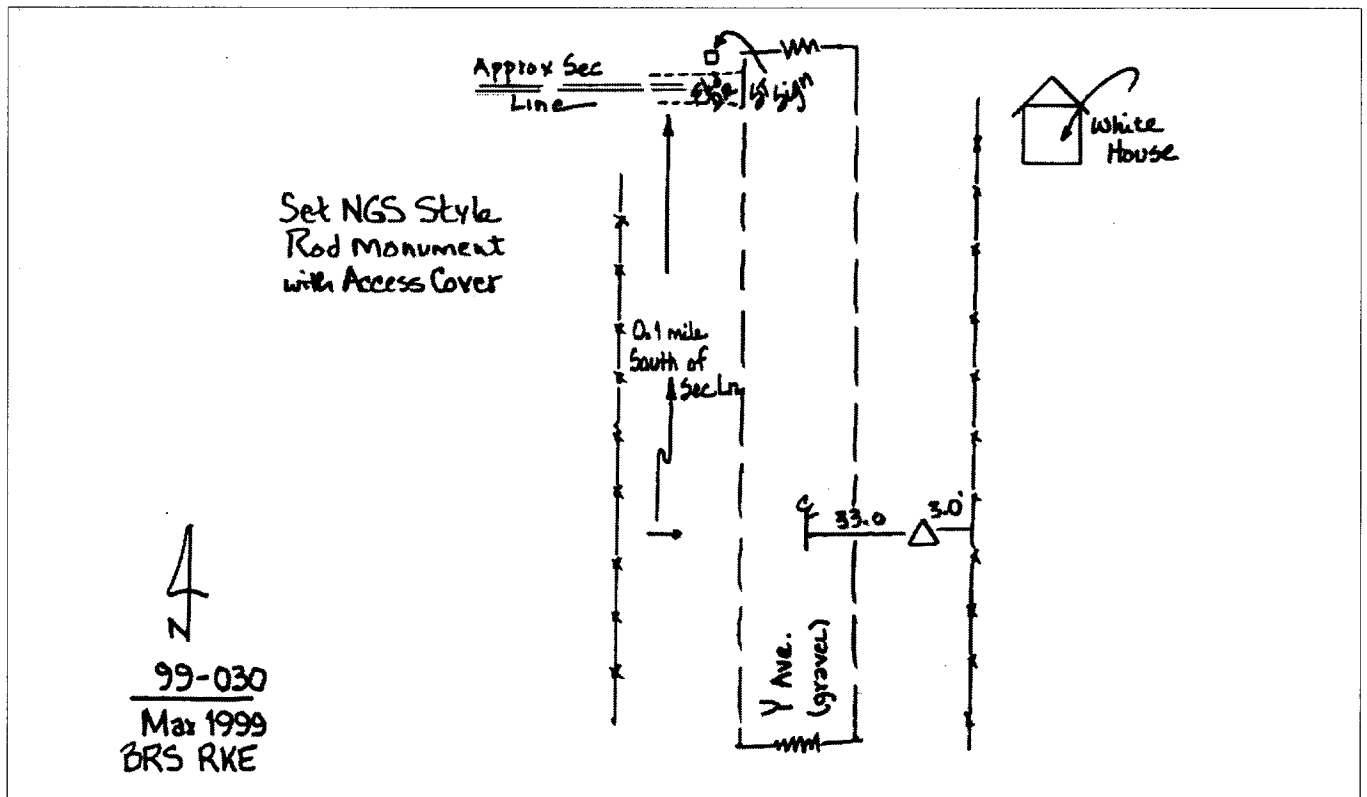 Approx Sec
Line
Sign
White
House
Set NGS Style
Rod Monument
with Access Cover
0.1 mile
South of
Sec Ln
℄
33.0
3.0'
Y Ave.
(gravel)
N
99-030
Mar 1999
BRS RKE